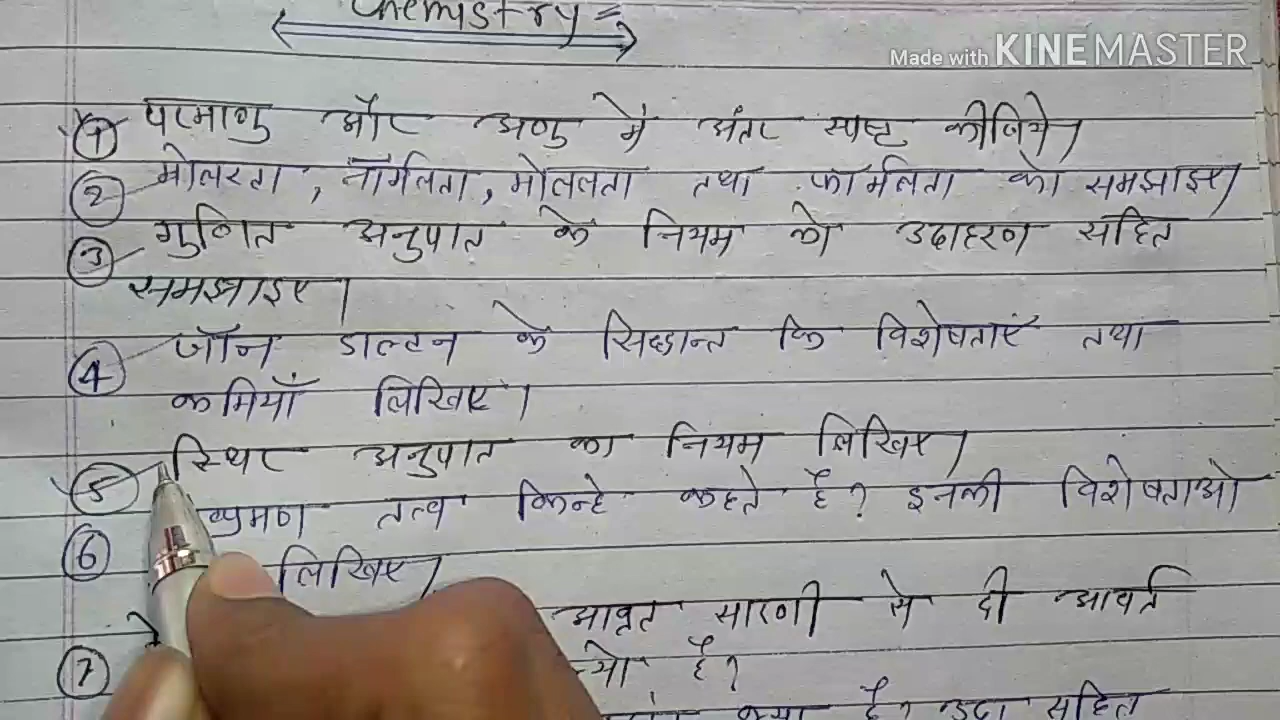 Chemistry =
Made with KINEMASTER
① परमाणु और अणु में अंतर स्पष्ट कीजिये।
② मोलरता, नॉर्मलता, मोललता तथा फॉर्मलता को समझाइए।
③ गुणित अनुपात के नियम को उदाहरण सहित
समझाइए।
④ जॉन डाल्टन के सिध्दान्त कि विशेषताएं तथा
कमियाँ लिखिए।
⑤ स्थिर अनुपात का नियम लिखिए।
⑥ तत्व किन्हे कहते है? इनकी विशेषताओ
लिखिए।
⑦ आवृत सारणी से दी आवर्त
है?
क्या है? उदा सहित